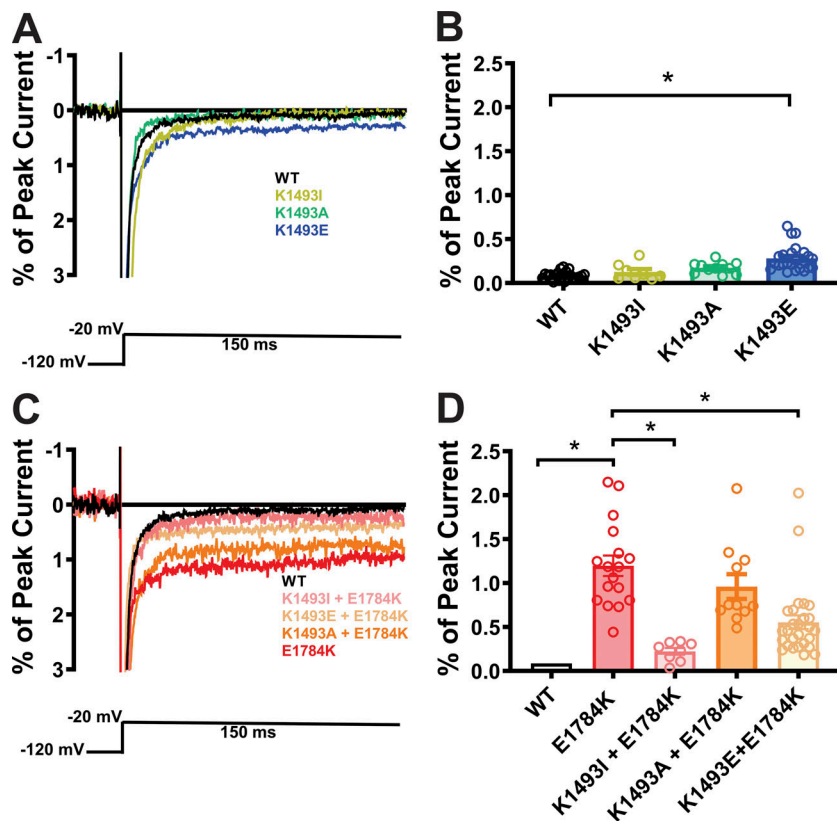 A
% of Peak Current
-1
0
1
2
3
WT
K1493I
K1493A
K1493E
-20 mV
150 ms
-120 mV
B
% of Peak Current
2.5
2.0
1.5
1.0
0.5
0.0
*
WT
K1493I
K1493A
K1493E
C
% of Peak Current
-1
0
1
2
3
WT
K1493I + E1784K
K1493E + E1784K
K1493A + E1784K
E1784K
-20 mV
150 ms
-120 mV
D
% of Peak Current
2.5
2.0
1.5
1.0
0.5
0.0
*
*
*
WT
E1784K
K1493I + E1784K
K1493A + E1784K
K1493E+E1784K